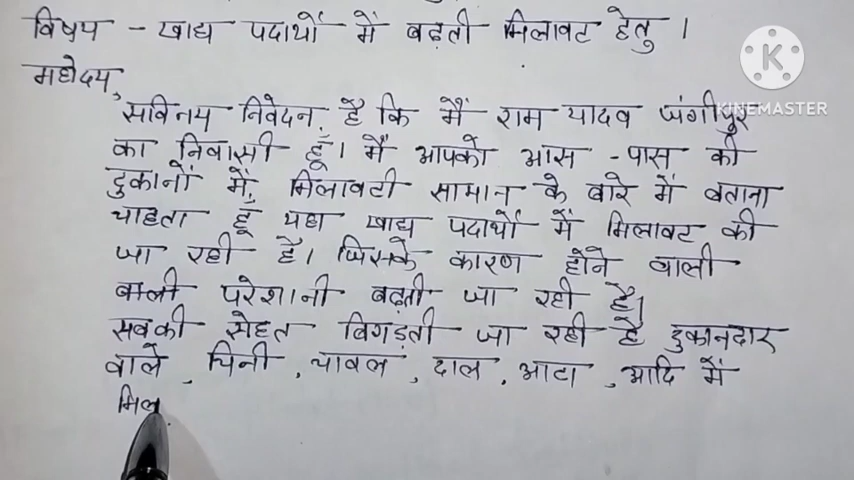 विषय - खाद्य पदार्थों में बढ़ती मिलावट हेतु ।
महोदय,
सविनय निवेदन है कि मैं राम यादव जंगीपुर
का निवासी हूँ। मैं आपको आस - पास की
दुकानों में, मिलावटी सामान के बारे में बताना
चाहता हूँ यहा खाद्य पदार्थों में मिलावट की
जा रही है। जिसके कारण होने वाली
वाली परेशानी बढ़ती जा रही है।
सबकी सेहत बिगड़ती जा रही है दुकानदार
वाले , चिनी , चावल , दाल , आटा , आदि में
मिल
KINEMASTER